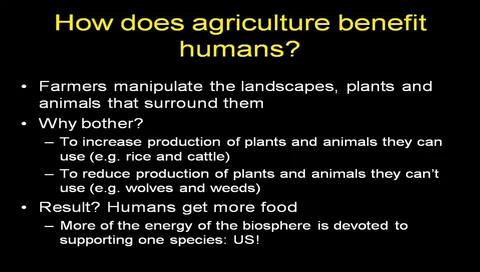 How does agriculture benefit
humans?
• Farmers manipulate the landscapes, plants and
animals that surround them
• Why bother?
– To increase production of plants and animals they can
use (e.g. rice and cattle)
– To reduce production of plants and animals they can't
use (e.g. wolves and weeds)
• Result? Humans get more food
– More of the energy of the biosphere is devoted to
supporting one species: US!